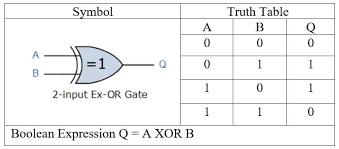 Symbol Truth Table
A B Q
0 0 0
A
B
=1
Q
0 1 1
1 0 1
2-input Ex-OR Gate
1 1 0
Boolean Expression Q = A XOR B